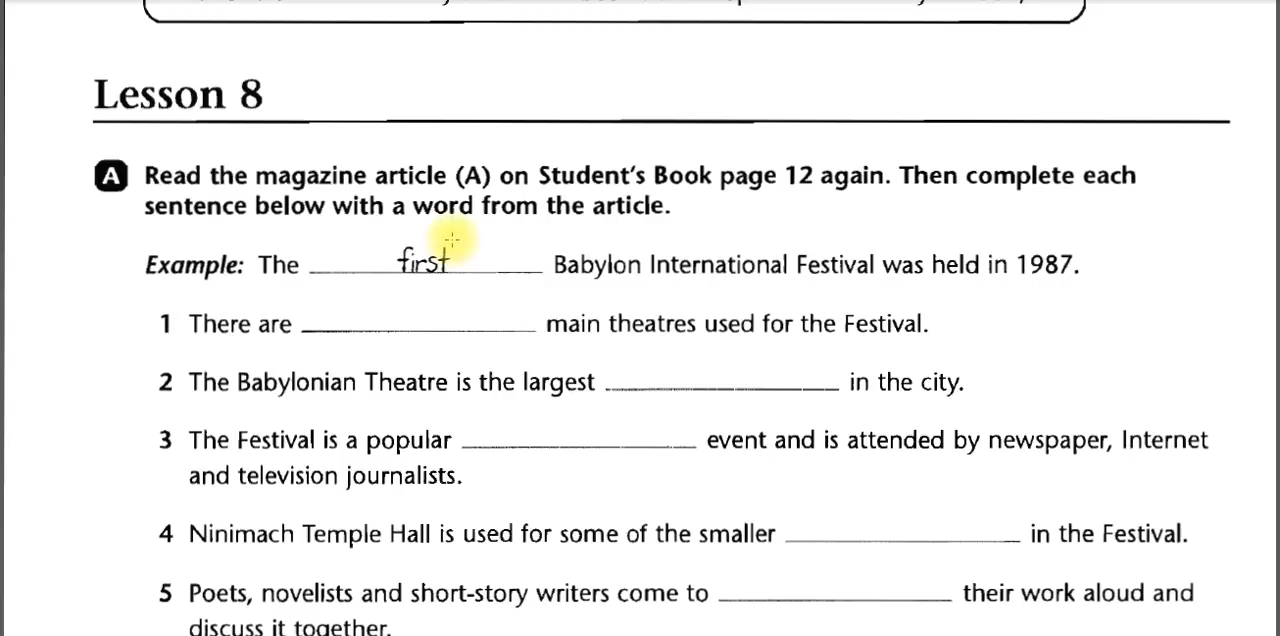 Lesson 8
A Read the magazine article (A) on Student's Book page 12 again. Then complete each
sentence below with a word from the article.
Example: The first Babylon International Festival was held in 1987.
1 There are ____________ main theatres used for the Festival.
2 The Babylonian Theatre is the largest ____________ in the city.
3 The Festival is a popular ____________ event and is attended by newspaper, Internet
and television journalists.
4 Ninimach Temple Hall is used for some of the smaller ____________ in the Festival.
5 Poets, novelists and short-story writers come to ____________ their work aloud and
discuss it together.